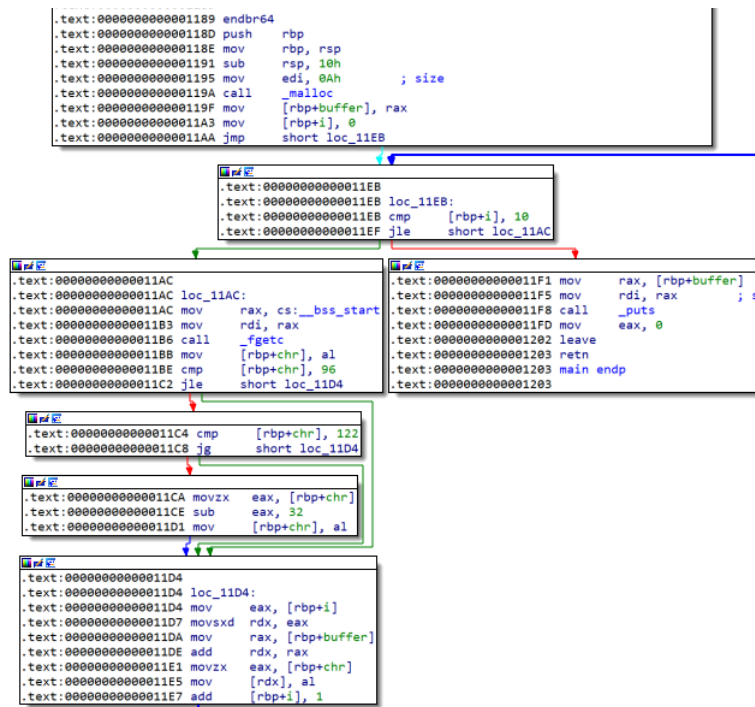 .text:0000000000001189 endbr64
.text:000000000000118D push    rbp
.text:000000000000118E mov     rbp, rsp
.text:0000000000001191 sub     rsp, 10h
.text:0000000000001195 mov     edi, 0Ah        ; size
.text:000000000000119A call    _malloc
.text:000000000000119F mov     [rbp+buffer], rax
.text:00000000000011A3 mov     [rbp+i], 0
.text:00000000000011AA jmp     short loc_11EB
.text:00000000000011EB
.text:00000000000011EB loc_11EB:
.text:00000000000011EB cmp     [rbp+i], 10
.text:00000000000011EF jle     short loc_11AC
.text:00000000000011AC
.text:00000000000011AC loc_11AC:
.text:00000000000011AC mov     rax, cs:__bss_start
.text:00000000000011B3 mov     rdi, rax
.text:00000000000011B6 call    _fgetc
.text:00000000000011BB mov     [rbp+chr], al
.text:00000000000011BE cmp     [rbp+chr], 96
.text:00000000000011C2 jle     short loc_11D4
.text:00000000000011F1 mov     rax, [rbp+buffer]
.text:00000000000011F5 mov     rdi, rax        ; s
.text:00000000000011F8 call    _puts
.text:00000000000011FD mov     eax, 0
.text:0000000000001202 leave
.text:0000000000001203 retn
.text:0000000000001203 main endp
.text:0000000000001203
.text:00000000000011C4 cmp     [rbp+chr], 122
.text:00000000000011C8 jg      short loc_11D4
.text:00000000000011CA movzx   eax, [rbp+chr]
.text:00000000000011CE sub     eax, 32
.text:00000000000011D1 mov     [rbp+chr], al
.text:00000000000011D4
.text:00000000000011D4 loc_11D4:
.text:00000000000011D4 mov     eax, [rbp+i]
.text:00000000000011D7 movsxd  rdx, eax
.text:00000000000011DA mov     rax, [rbp+buffer]
.text:00000000000011DE add     rdx, rax
.text:00000000000011E1 movzx   eax, [rbp+chr]
.text:00000000000011E5 mov     [rdx], al
.text:00000000000011E7 add     [rbp+i], 1